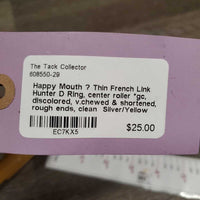 The Tack Collector
608550-29
Happy Mouth ? Thin French Link
Hunter D Ring, center roller *gc,
discolored, v.chewed & shortened,
rough ends, clean Silver/Yellow
EC7KX5
$25.00